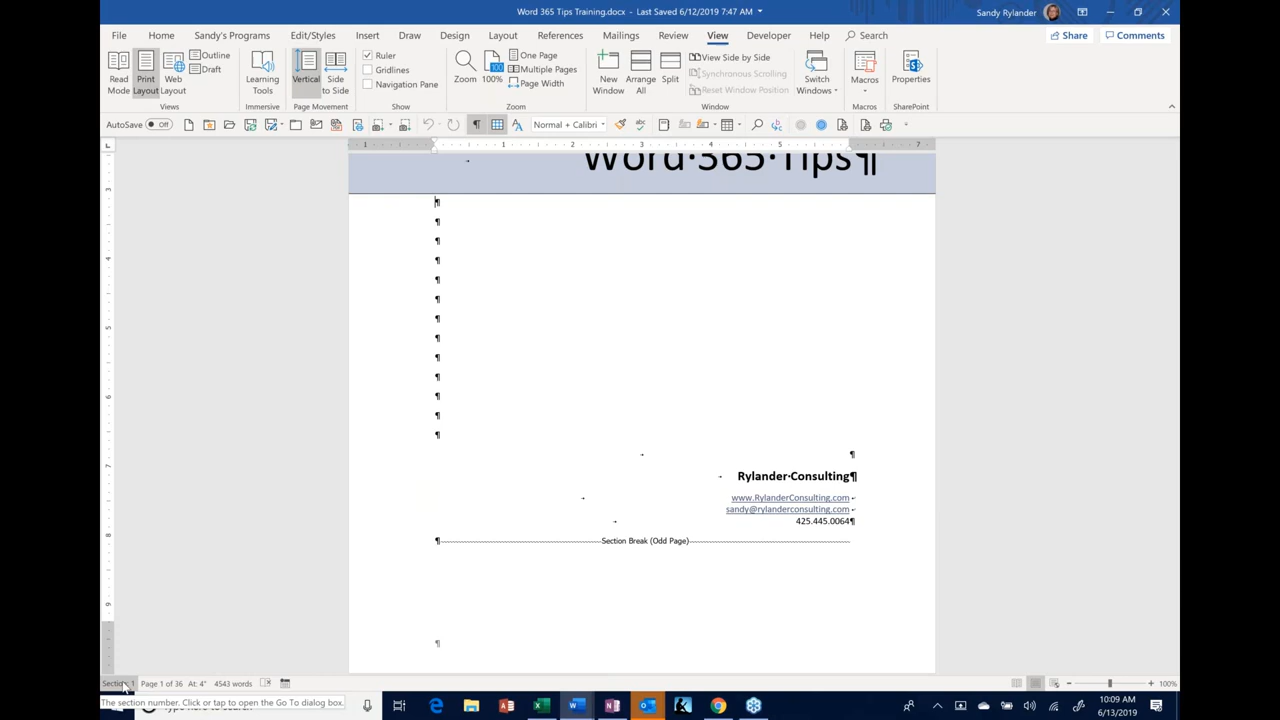 Word 365 Tips Training.docx - Last Saved 6/12/2019 7:47 AM
Sandy Rylander
File Home Sandy's Programs Edit/Styles Insert Draw Design Layout References Mailings Review View Developer Help Search Share Comments
Read Mode
Print Layout
Web Layout
Outline
Draft
Views
Learning Tools
Immersive
Vertical
Side to Side
Page Movement
Ruler
Gridlines
Navigation Pane
Show
Zoom
100%
One Page
Multiple Pages
Page Width
Zoom
New Window
Arrange All
Split
View Side by Side
Synchronous Scrolling
Reset Window Position
Window
Switch Windows
Macros
Macros
Properties
SharePoint
AutoSave Off
Normal + Calibri
Word·365·Tips¶
Rylander·Consulting¶
www.RylanderConsulting.com
sandy@rylanderconsulting.com
425.445.0064¶
Section Break (Odd Page)
Section: 1 Page 1 of 36 At: 4" 4543 words 100%
The section number. Click or tap to open the Go To dialog box.
10:09 AM
6/13/2019